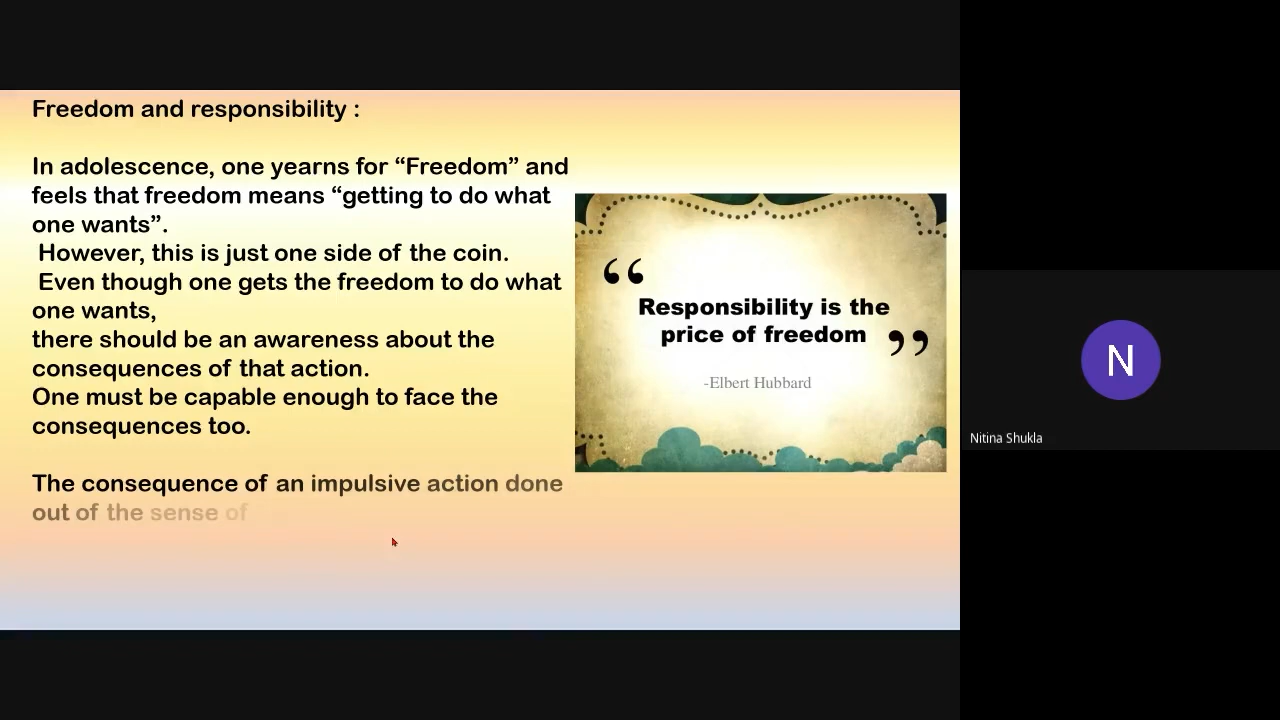 Freedom and responsibility :
In adolescence, one yearns for “Freedom” and
feels that freedom means “getting to do what
one wants”.
However, this is just one side of the coin.
Even though one gets the freedom to do what
one wants,
there should be an awareness about the
consequences of that action.
One must be capable enough to face the
consequences too.
The consequence of an impulsive action done
out of the sense of
“
Responsibility is the
price of freedom
”
-Elbert Hubbard
N
Nitina Shukla